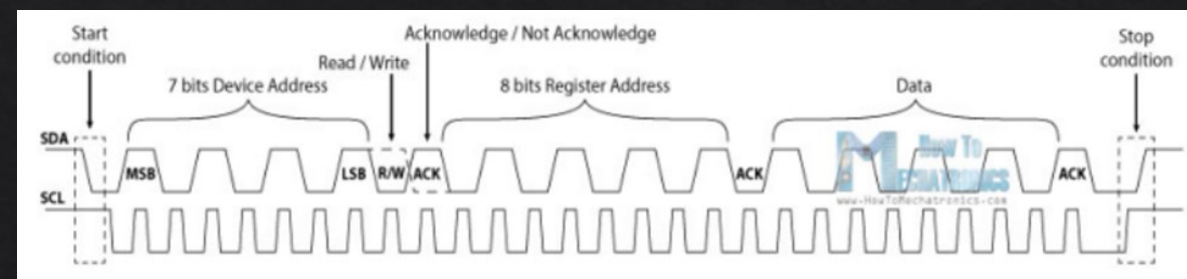 Start
condition
Read / Write
Acknowledge / Not Acknowledge
Stop
condition
7 bits Device Address
8 bits Register Address
Data
SDA
MSB
LSB
R/W
ACK
ACK
ACK
SCL
How To
MECHATRONICS
www.HowToMechatronics.com